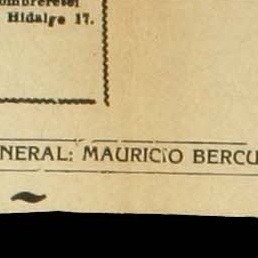 Hidalgo 17.
NERAL: MAURICIO BERCU